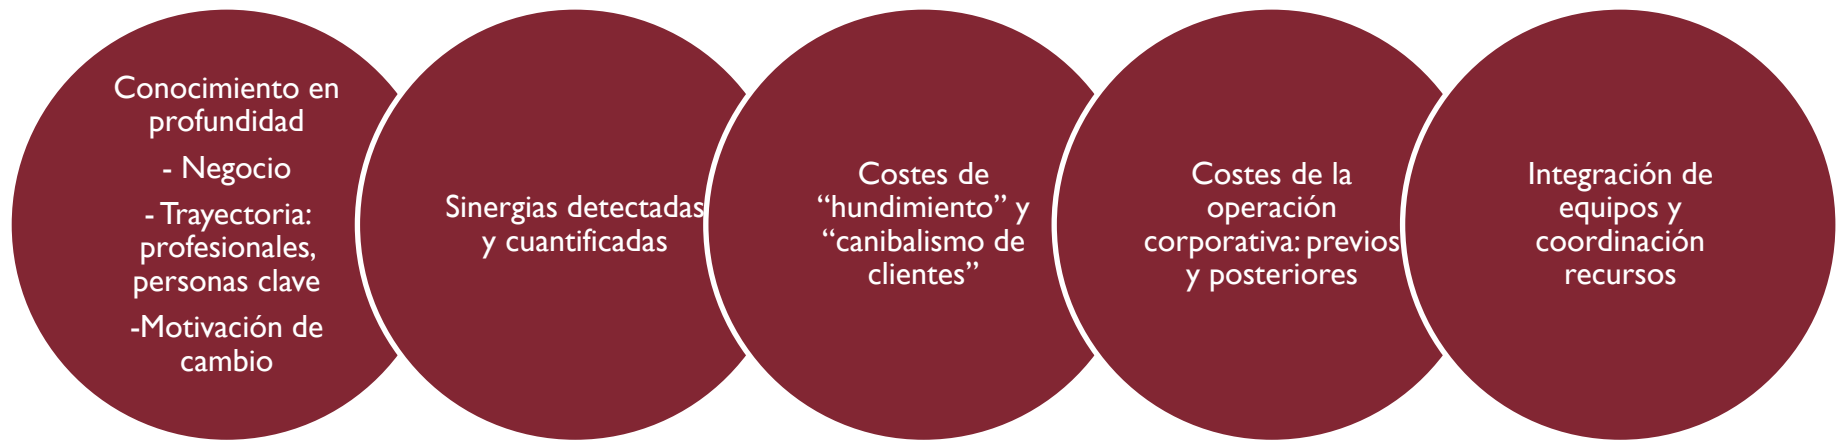 Conocimiento en
profundidad
- Negocio
- Trayectoria:
profesionales,
personas clave
-Motivación de
cambio
Sinergias detectadas
y cuantificadas
Costes de
“hundimiento” y
“canibalismo de
clientes”
Costes de la
operación
corporativa: previos
y posteriores
Integración de
equipos y
coordinación
recursos